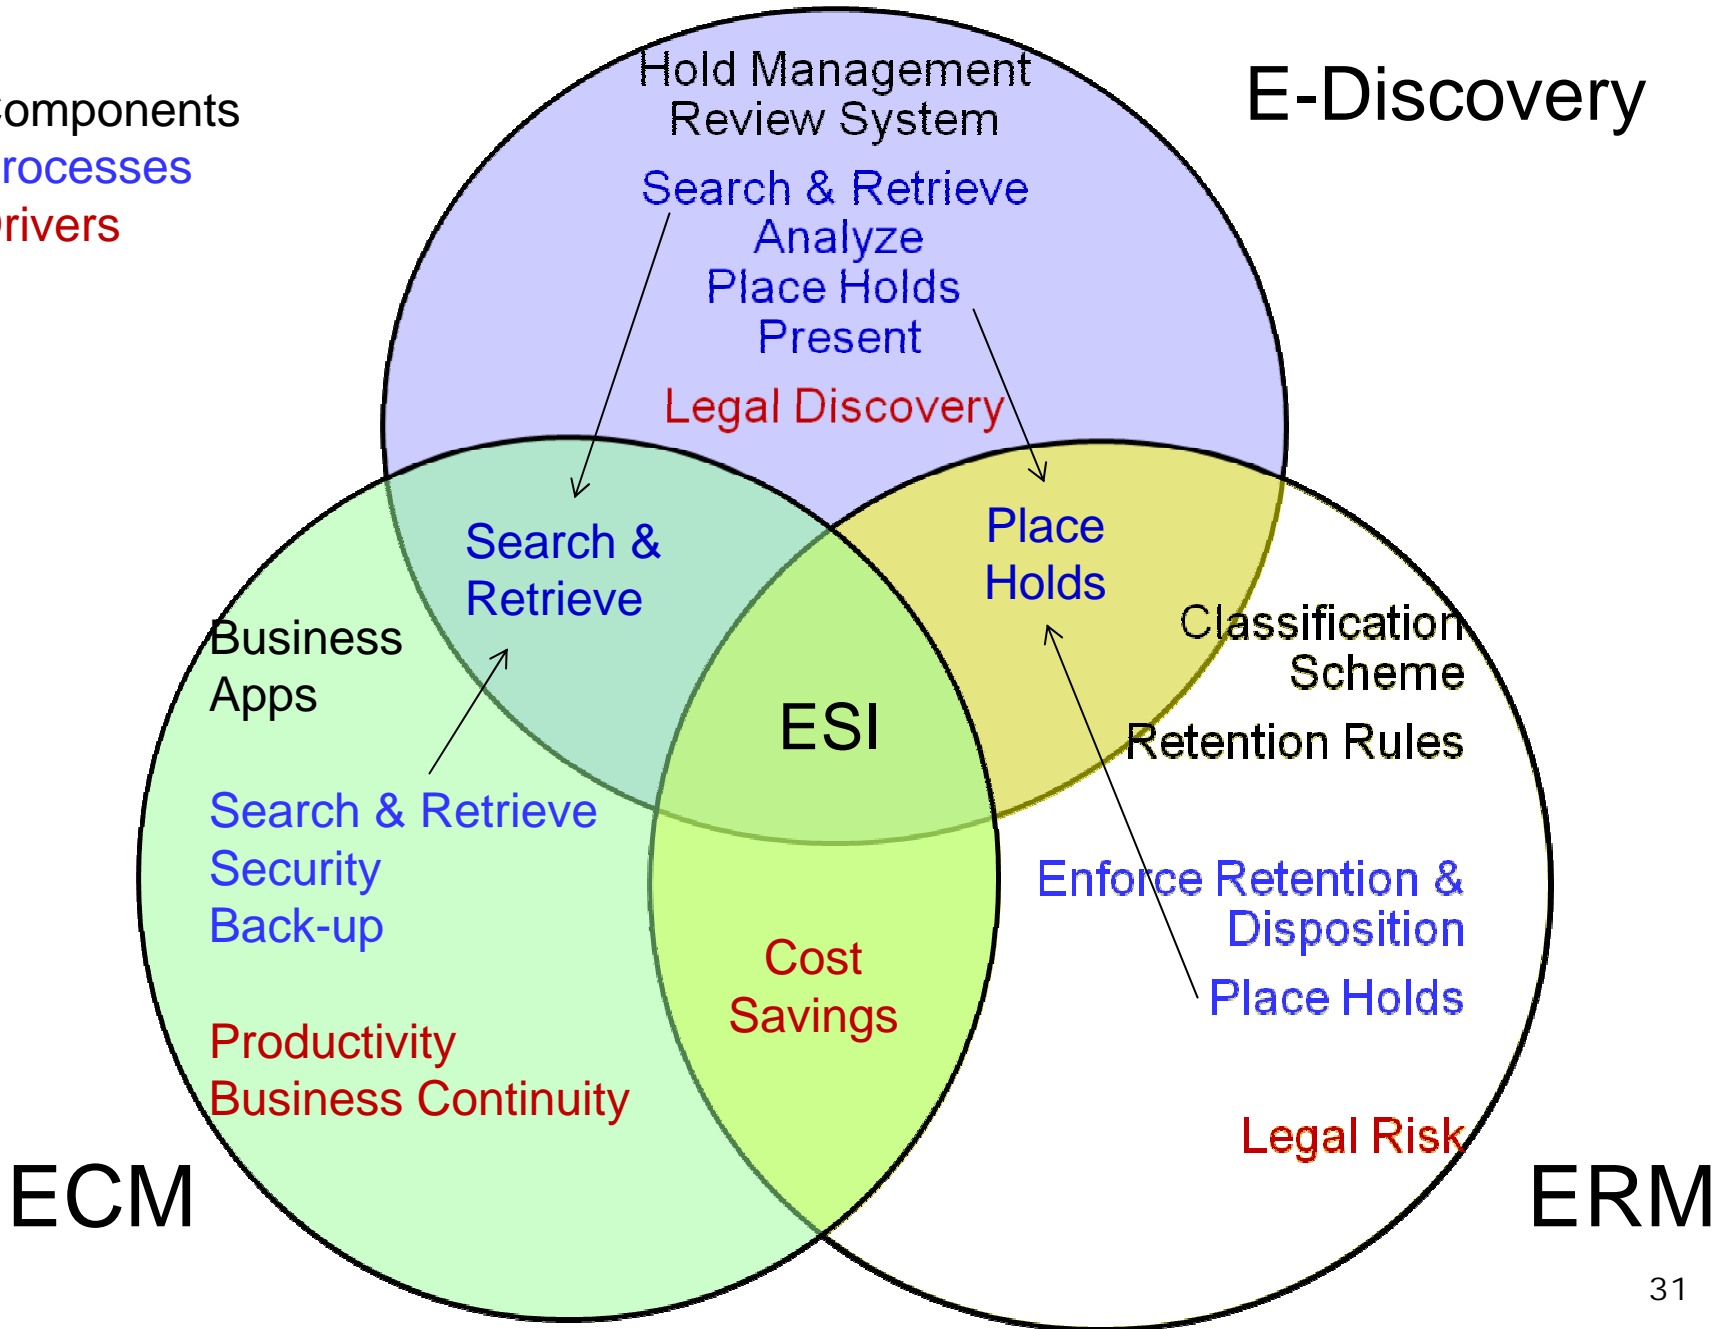 omponents
rocesses
rivers
E-Discovery
Hold Management
Review System
Search & Retrieve
Analyze
Place Holds
Present
Legal Discovery
Search &
Retrieve
Place
Holds
Business
Apps
Classification
Scheme
Retention Rules
ESI
Search & Retrieve
Security
Back-up
Enforce Retention &
Disposition
Place Holds
Cost
Savings
Productivity
Business Continuity
Legal Risk
ECM
ERM
31